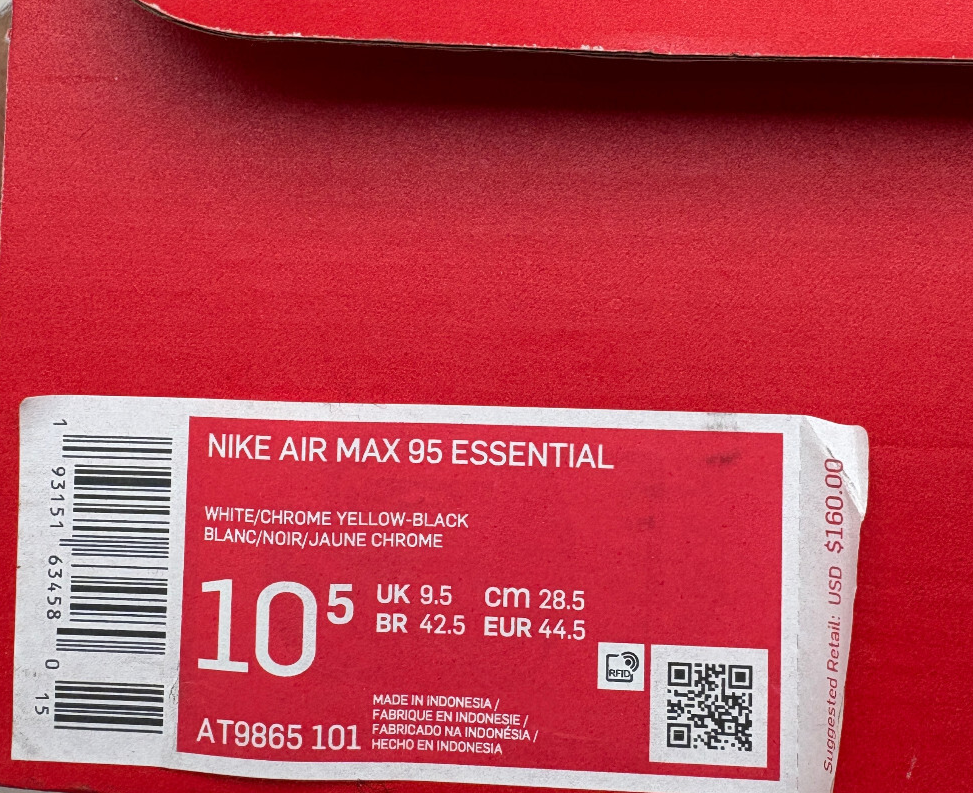 NIKE AIR MAX 95 ESSENTIAL
WHITE/CHROME YELLOW-BLACK
BLANC/NOIR/JAUNE CHROME
10 5
UK 9.5 cm 28.5
BR 42.5 EUR 44.5
RFID
AT9865 101
MADE IN INDONESIA /
FABRIQUE EN INDONESIE /
FABRICADO NA INDONÉSIA /
HECHO EN INDONESIA
1 93151 63458 0 15
Suggested Retail: USD $160.00